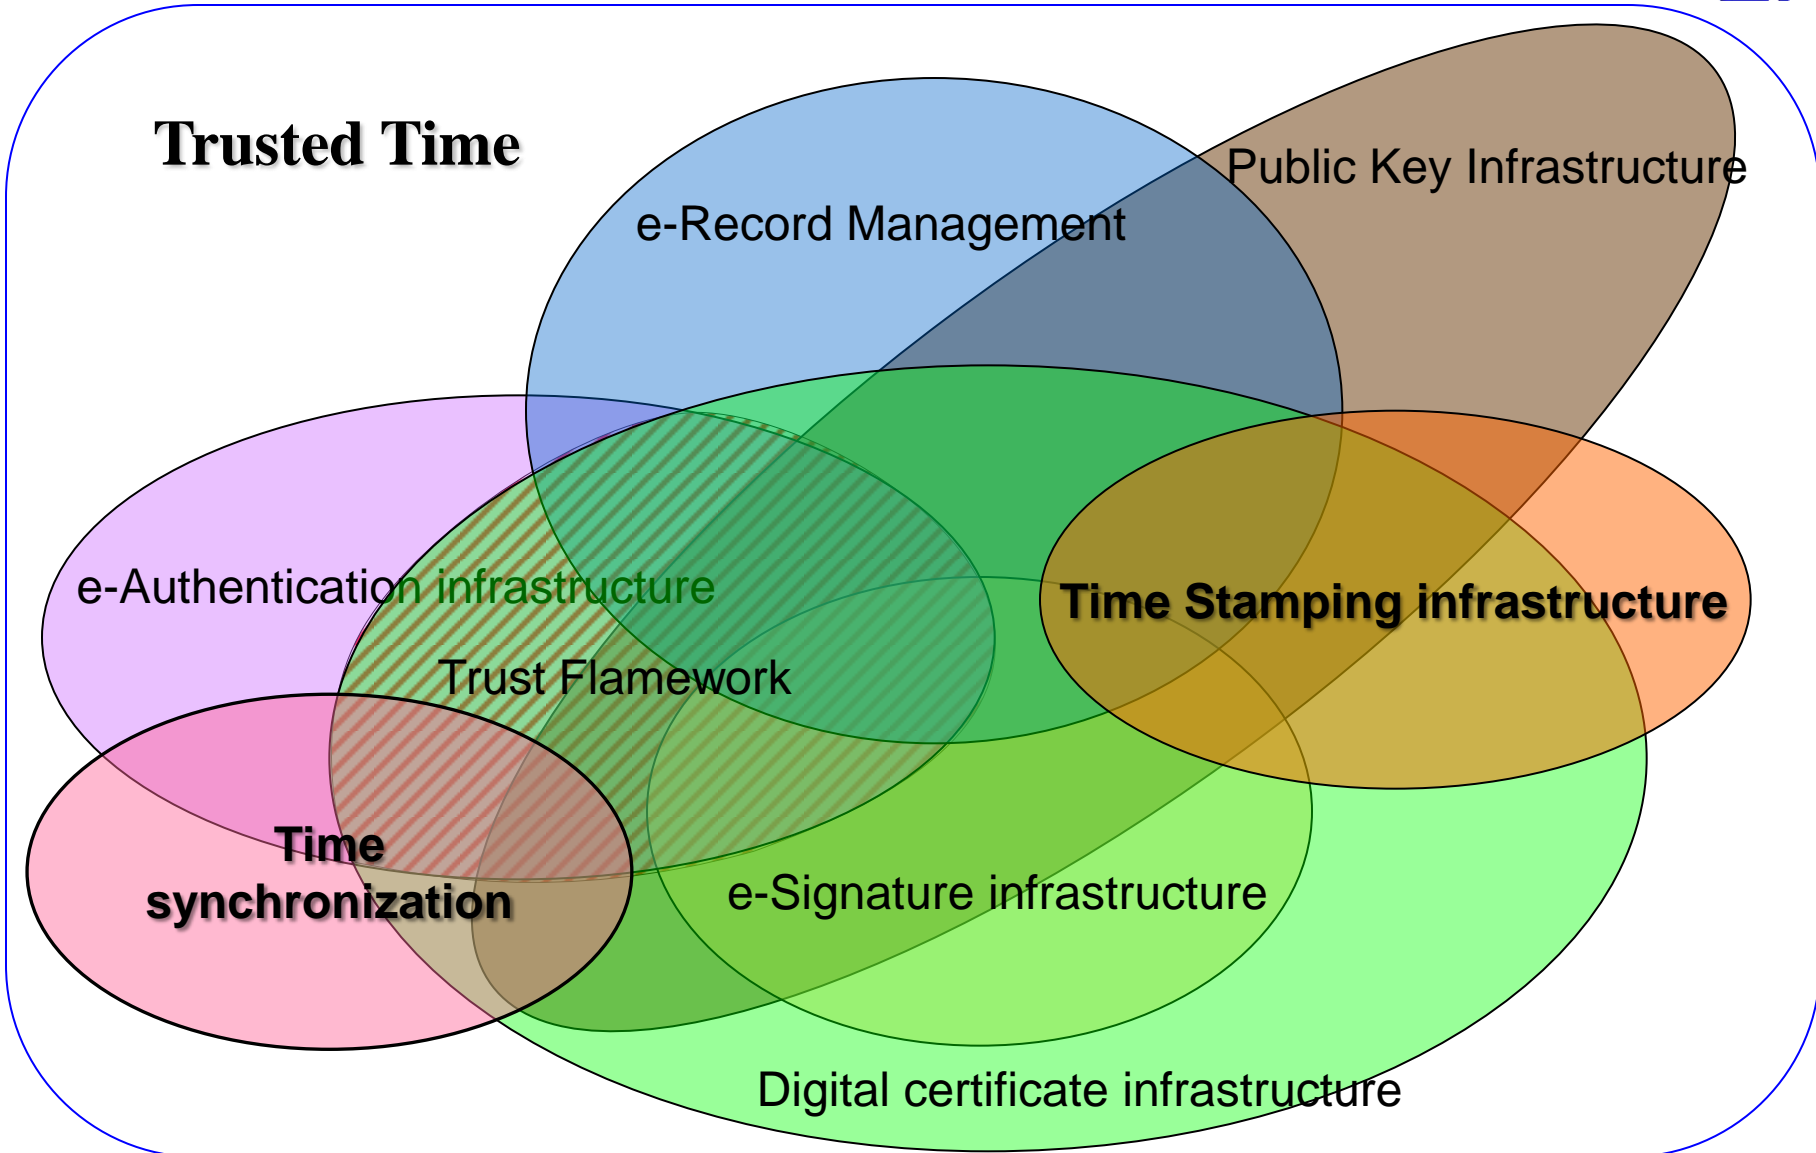 Trusted Time
Public Key Infrastructure
e-Record Management
e-Authentication infrastructure
Time Stamping infrastructure
Trust Flamework
Time
synchronization
e-Signature infrastructure
Digital certificate infrastructure